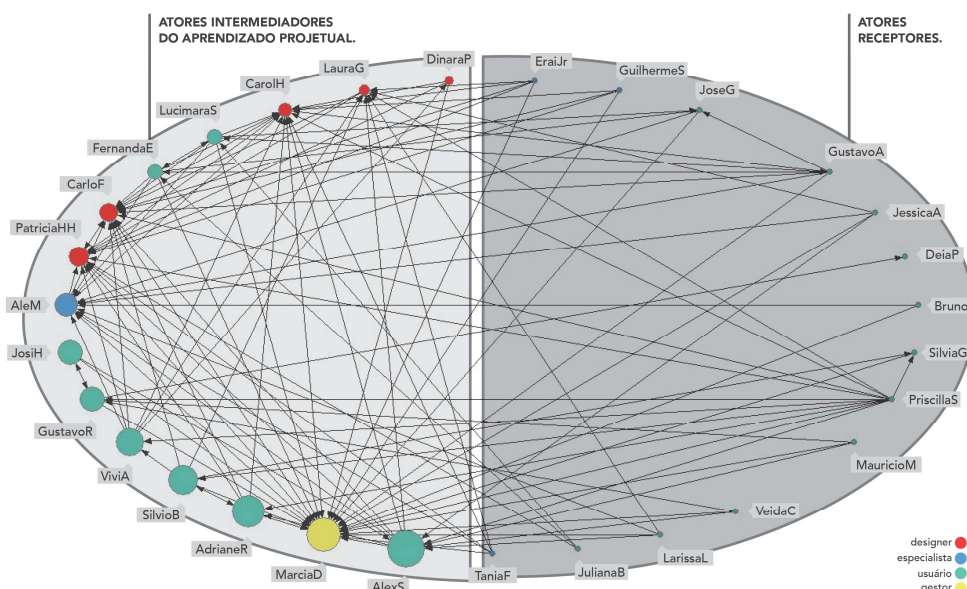 ATORES INTERMEDIADORES
DO APRENDIZADO PROJETUAL.
ATORES
RECEPTORES.
DinaraP
EraiJr
LauraG
GuilhermeS
CarolH
JoseG
LucimaraS
FernandaE
GustavoA
CarloF
JessicaA
PatriciaHH
DeiaP
AleM
Bruno
JosiH
SilviaG
PriscillaS
GustavoR
MauricioM
ViviA
SilvioB
VeidaC
AdrianeR
LarissaL
MarciaD
TaniaF
JulianaB
AlexS
designer
especialista
usuário
gestor